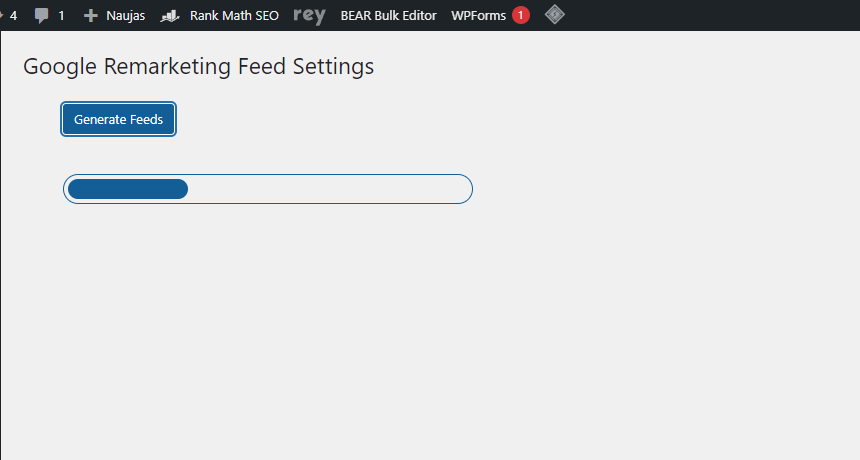 4 1 Naujas Rank Math SEO rey BEAR Bulk Editor WPForms 1
Google Remarketing Feed Settings
Generate Feeds